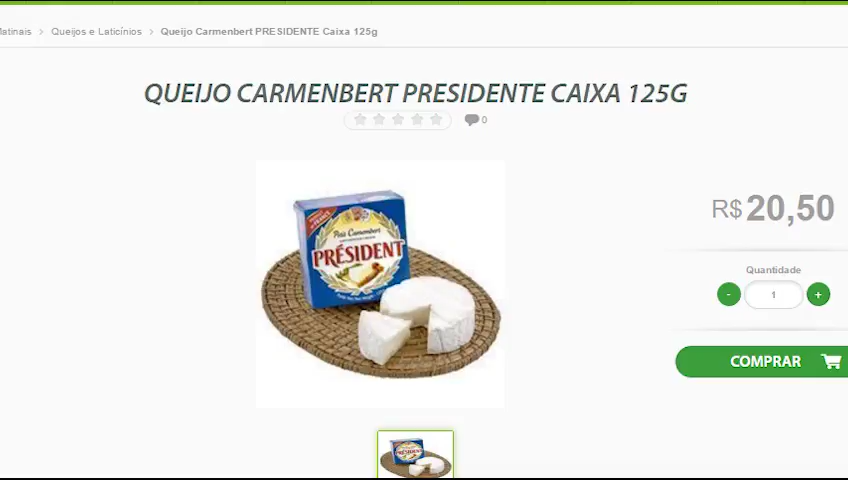 Matinais > Queijos e Laticínios > Queijo Carmenbert PRESIDENTE Caixa 125g
QUEIJO CARMENBERT PRESIDENTE CAIXA 125G
0
Petit Camembert
PRÉSIDENT
R$ 20,50
Quantidade
- 1 +
COMPRAR
PRÉSIDENT